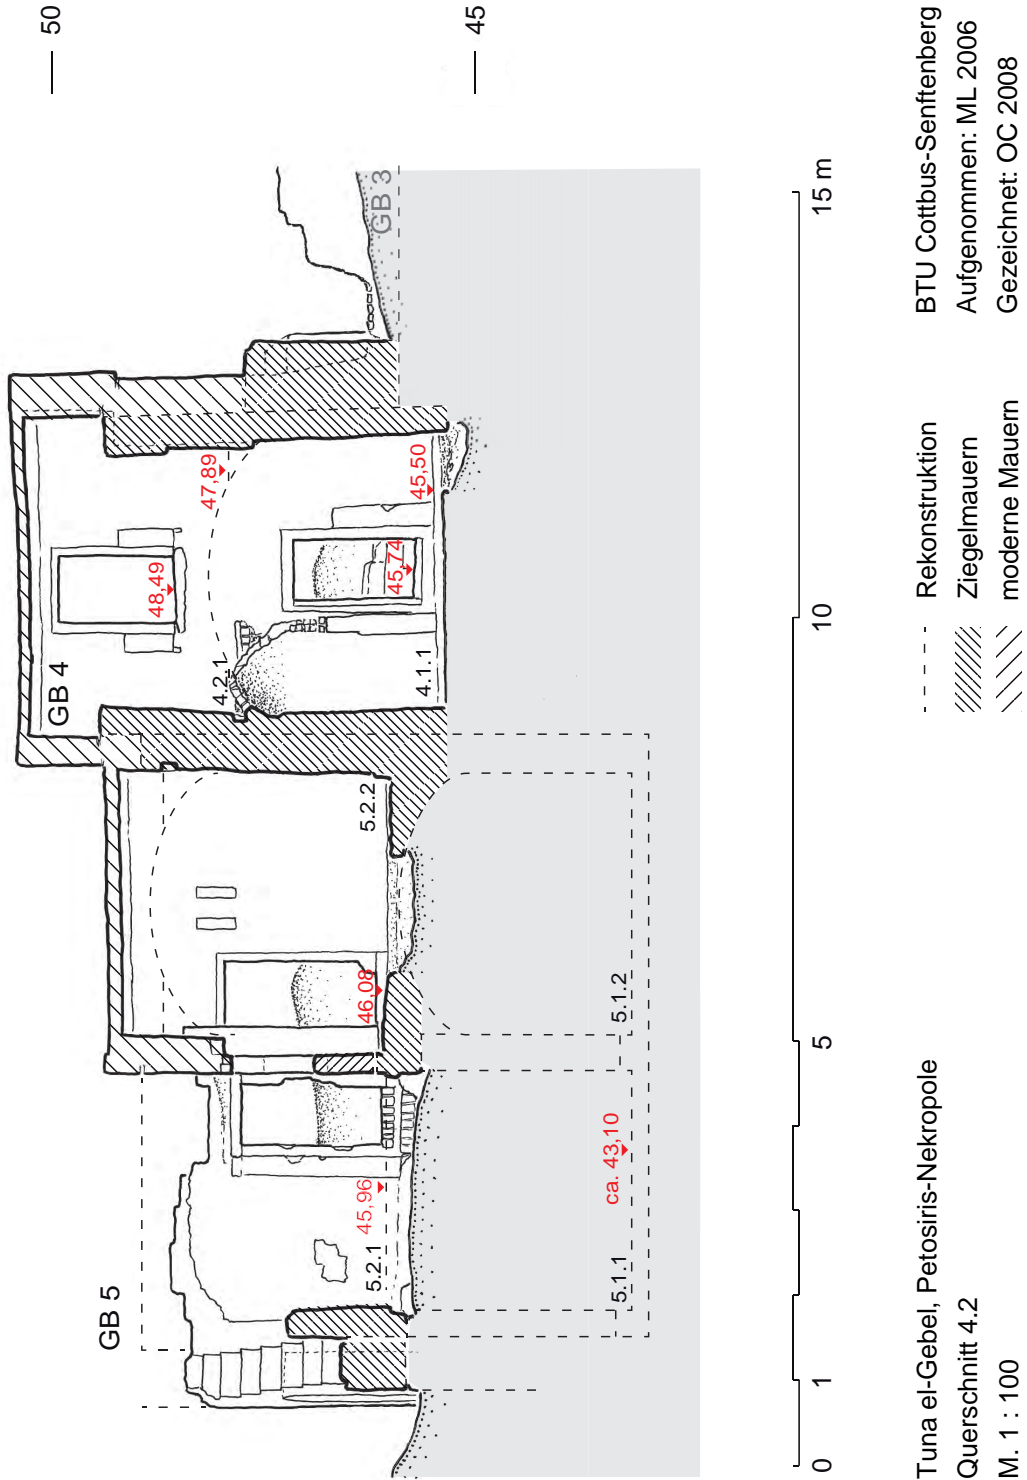 50
45
GB 5
GB 4
GB 3
48,49
47,89
4.2.1
45,74
45,50
4.1.1
5.2.2
46,08
45,96
5.2.1
5.1.1
ca. 43,10
5.1.2
0
1
5
10
15 m
Tuna el-Gebel, Petosiris-Nekropole
Querschnitt 4.2
M. 1 : 100
Rekonstruktion
Ziegelmauern
moderne Mauern
BTU Cottbus-Senftenberg
Aufgenommen: ML 2006
Gezeichnet: OC 2008